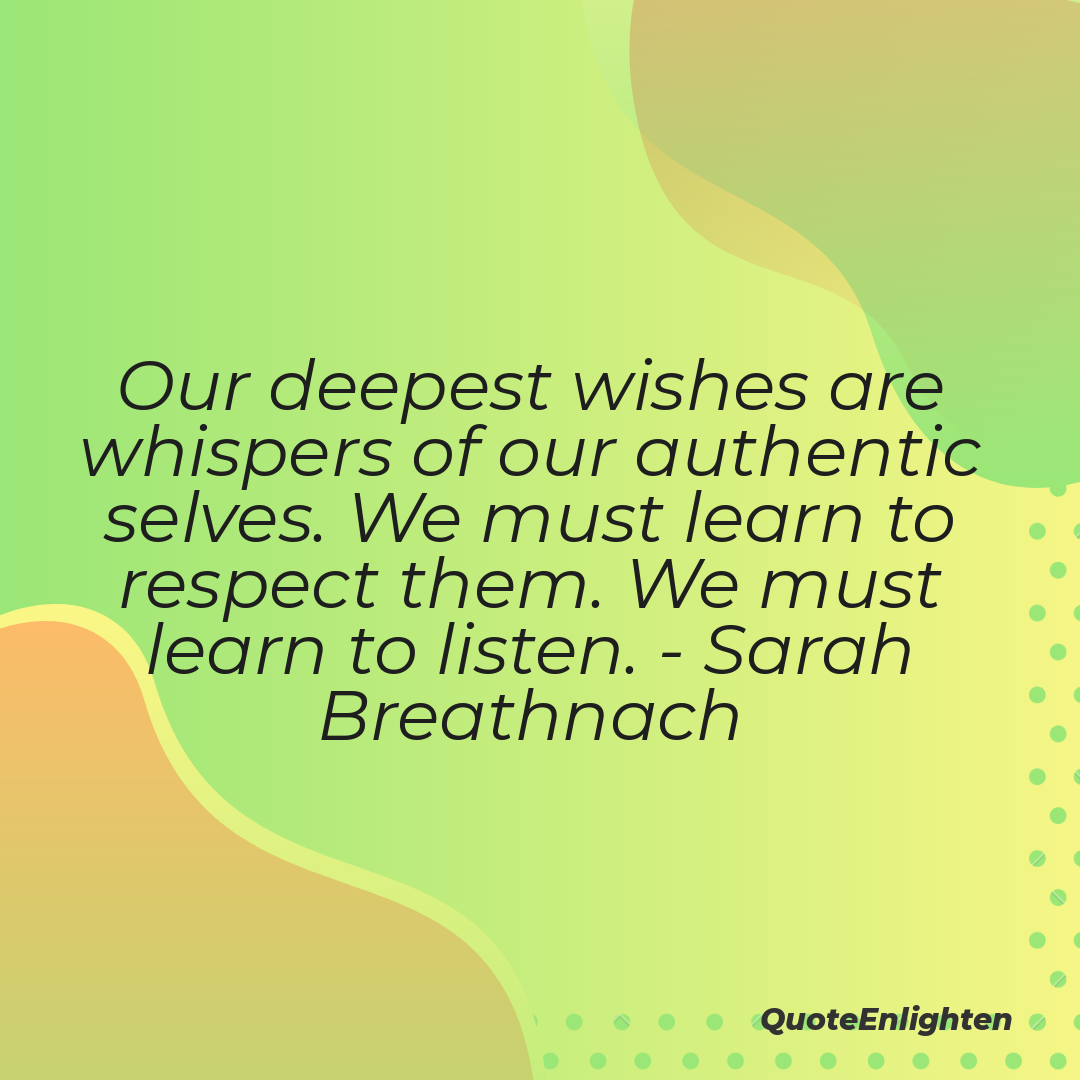 Our deepest wishes are
whispers of our authentic
selves. We must learn to
respect them. We must
learn to listen. - Sarah
Breathnach
QuoteEnlighten